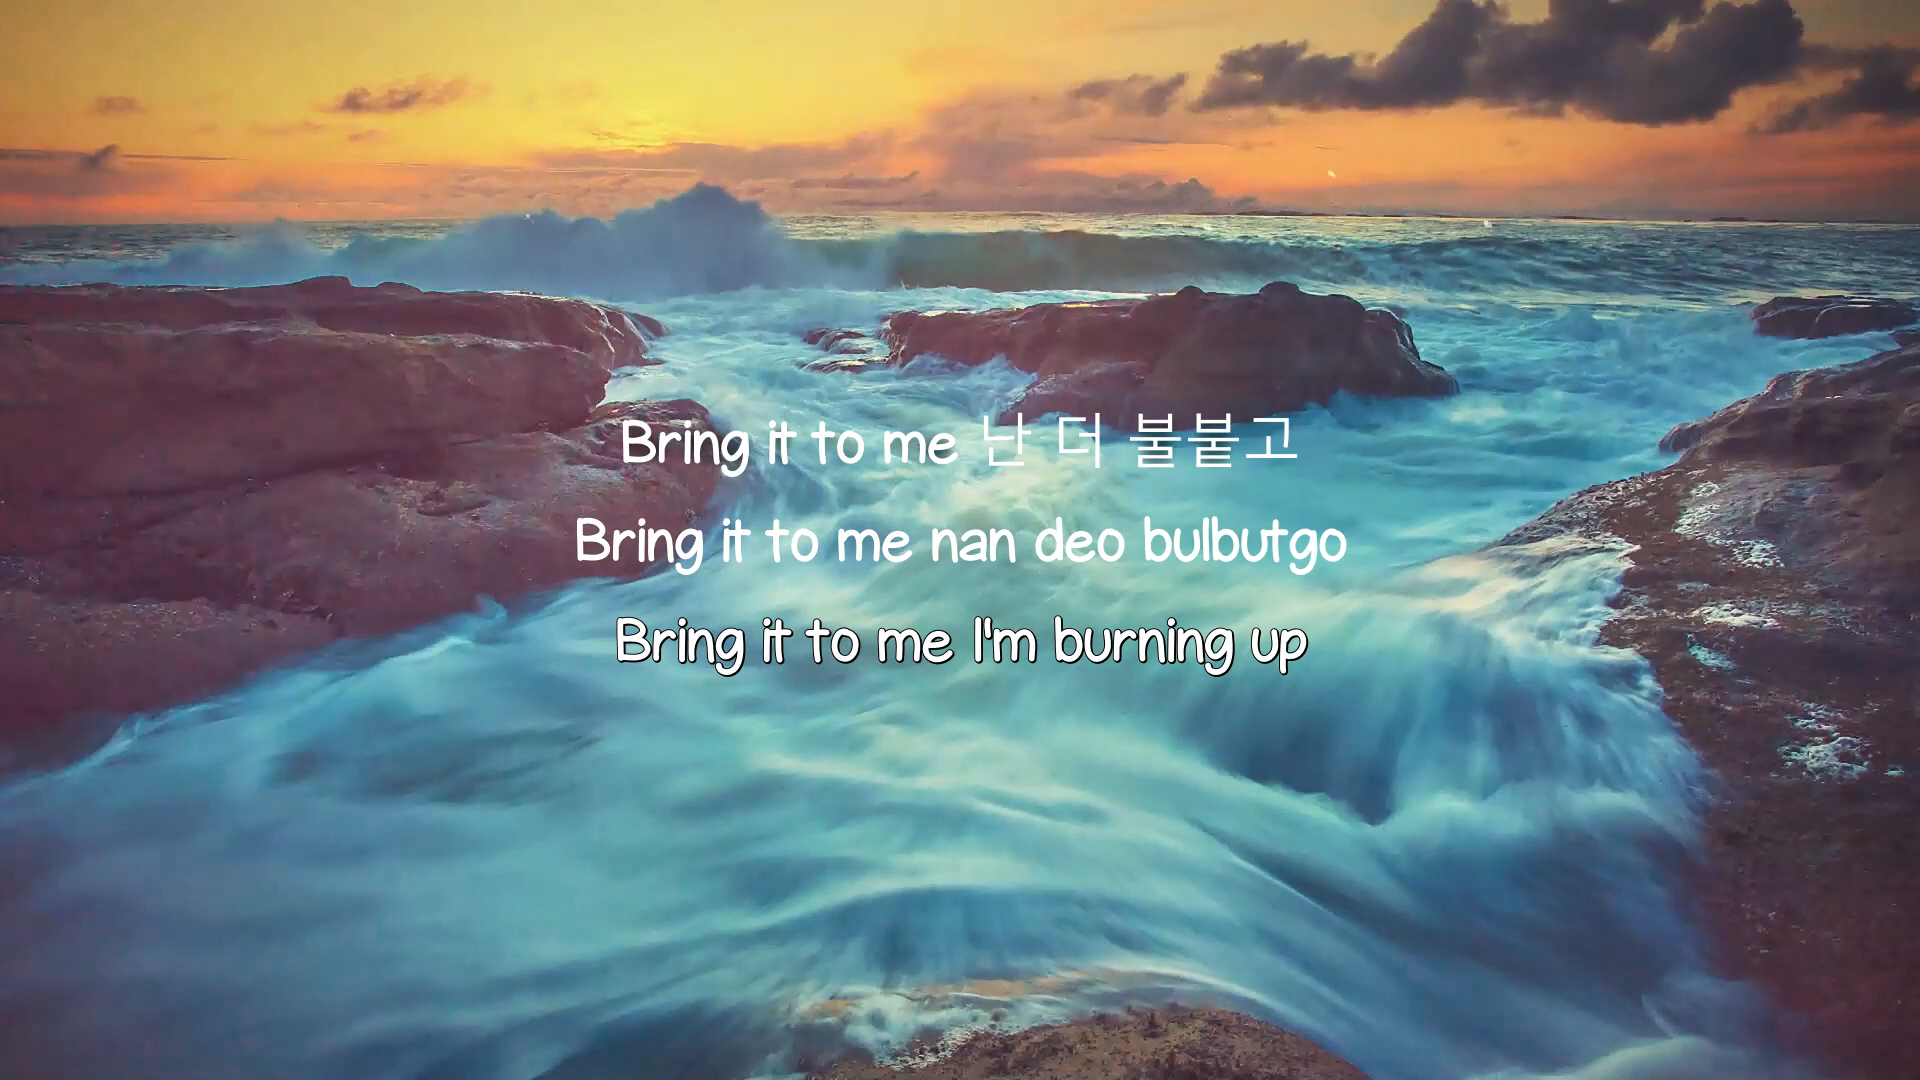 Bring it to me 난 더 불붙고
Bring it to me nan deo bulbutgo
Bring it to me I'm burning up